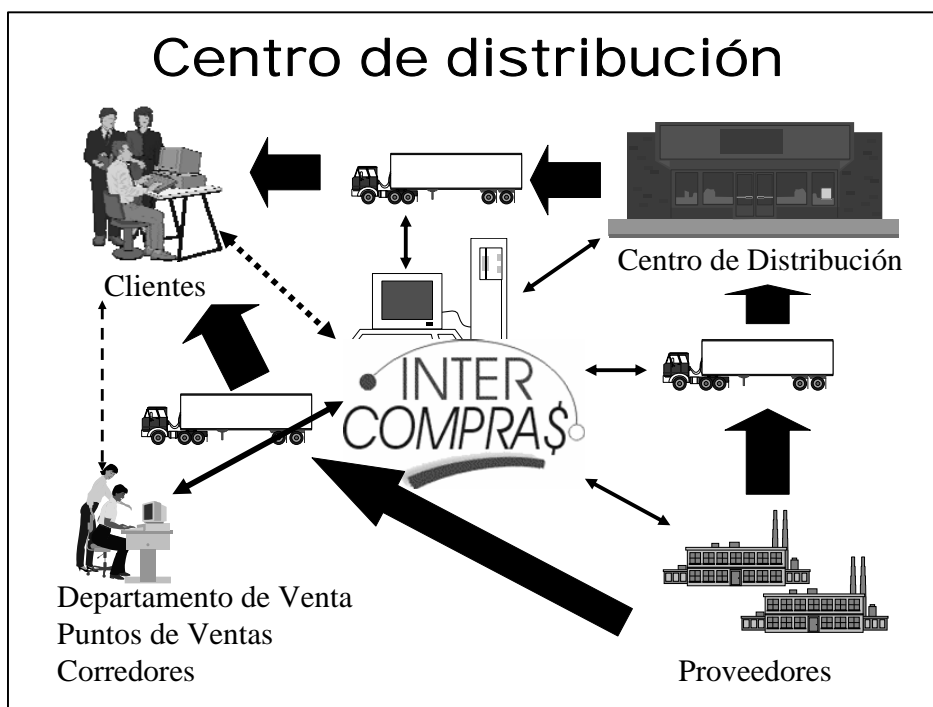 Centro de distribución
Clientes
Centro de Distribución
INTER
COMPRA$
Departamento de Venta
Puntos de Ventas
Corredores
Proveedores